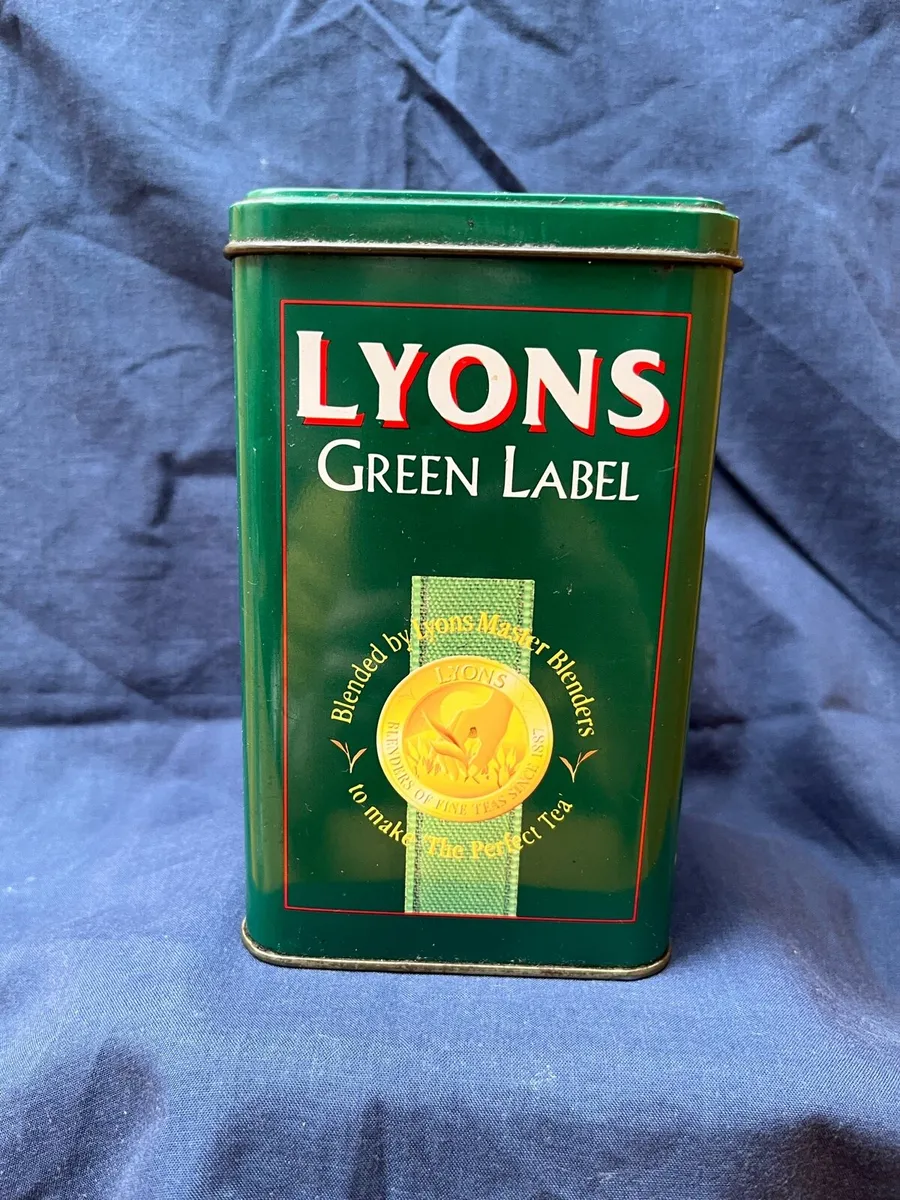 LYONS
GREEN LABEL
Blended by Lyons Master Blenders
LYONS
BLENDERS OF FINE TEAS SINCE 1887
to make 'The Perfect Tea'